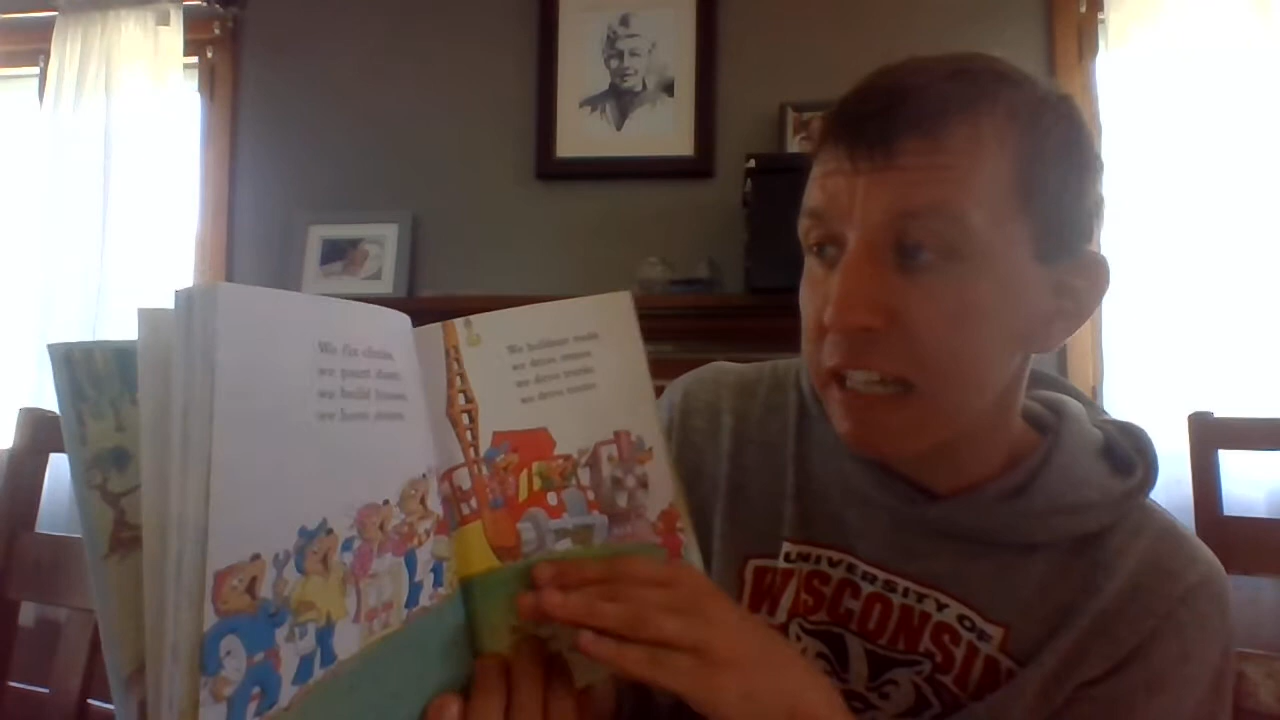 We fix clocks,
we paint doors,
we build houses,
we have stores.
We bulldoze roads,
we drive cranes,
we drive trucks,
we drive trains.
UNIVERSITY OF
WISCONSIN